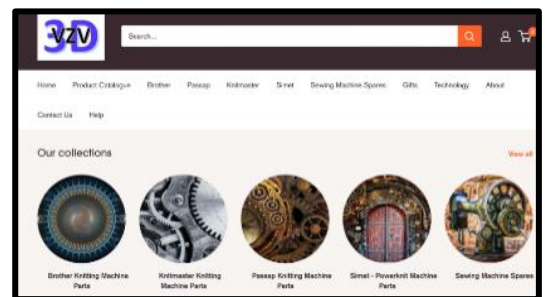 3D
VZV
Search...
Home Product Catalogue Brother Passap Knitmaster Simet Sewing Machine Spares Gifts Technology About
Contact Us Help
Our collections View all
Brother Knitting Machine Parts
Knitmaster Knitting Machine Parts
Passap Knitting Machine Parts
Simet - Powerknit Machine Parts
Sewing Machine Spares